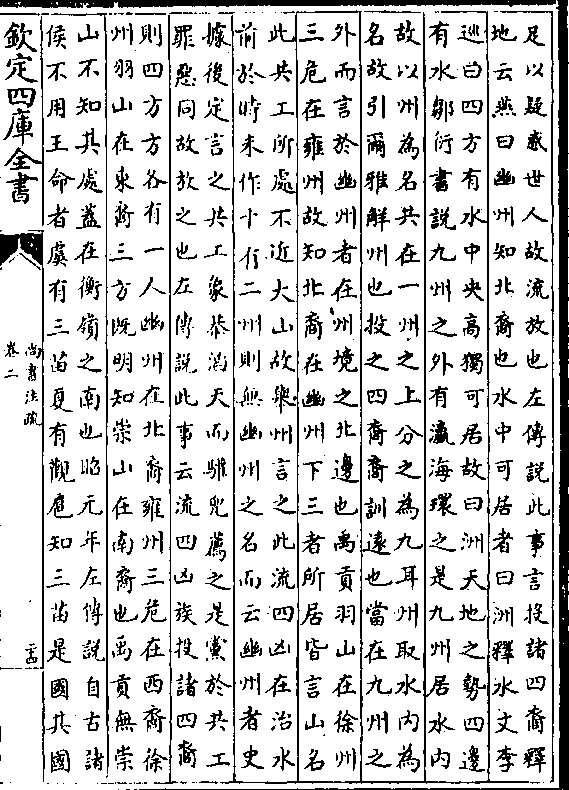 足以疑惑世人故流放也左傳說此事言投諸四裔釋
地云燕曰幽州知北裔也水中可居者曰洲釋水文李
巡曰四方有水中央高獨可居故曰洲天地之勢四邊
有水鄒衍書說九州之外有瀛海環之是九州居水內
故以州為名共在一州之上分之為九耳州取水內為
名故引爾雅解州也投之四裔裔訓遠也當在九州之
外而言於幽州者在州境之北邊也禹貢羽山在徐州
三危在雍州故知北裔在幽州下三者所居皆言山名
此共工所處不近大山故舉州言之此流四凶在治水
前於時未作十有二州則無幽州之名而云幽州者史
據後定言之共工象恭滔天而驩兜薦之是黨於共工
罪惡同故放之也左傳說此事云流四凶族投諸四裔
則四方方各有一人幽州在北裔雍州三危在西裔徐
州羽山在東裔三方既明知崇山在南裔也禹貢無崇
山不知其處蓋在衡嶺之南也昭元年左傳說自古諸
侯不用王命者虞有三苗夏有觀扈知三苗是國其國
欽定四庫全書
尚書注疏
卷二